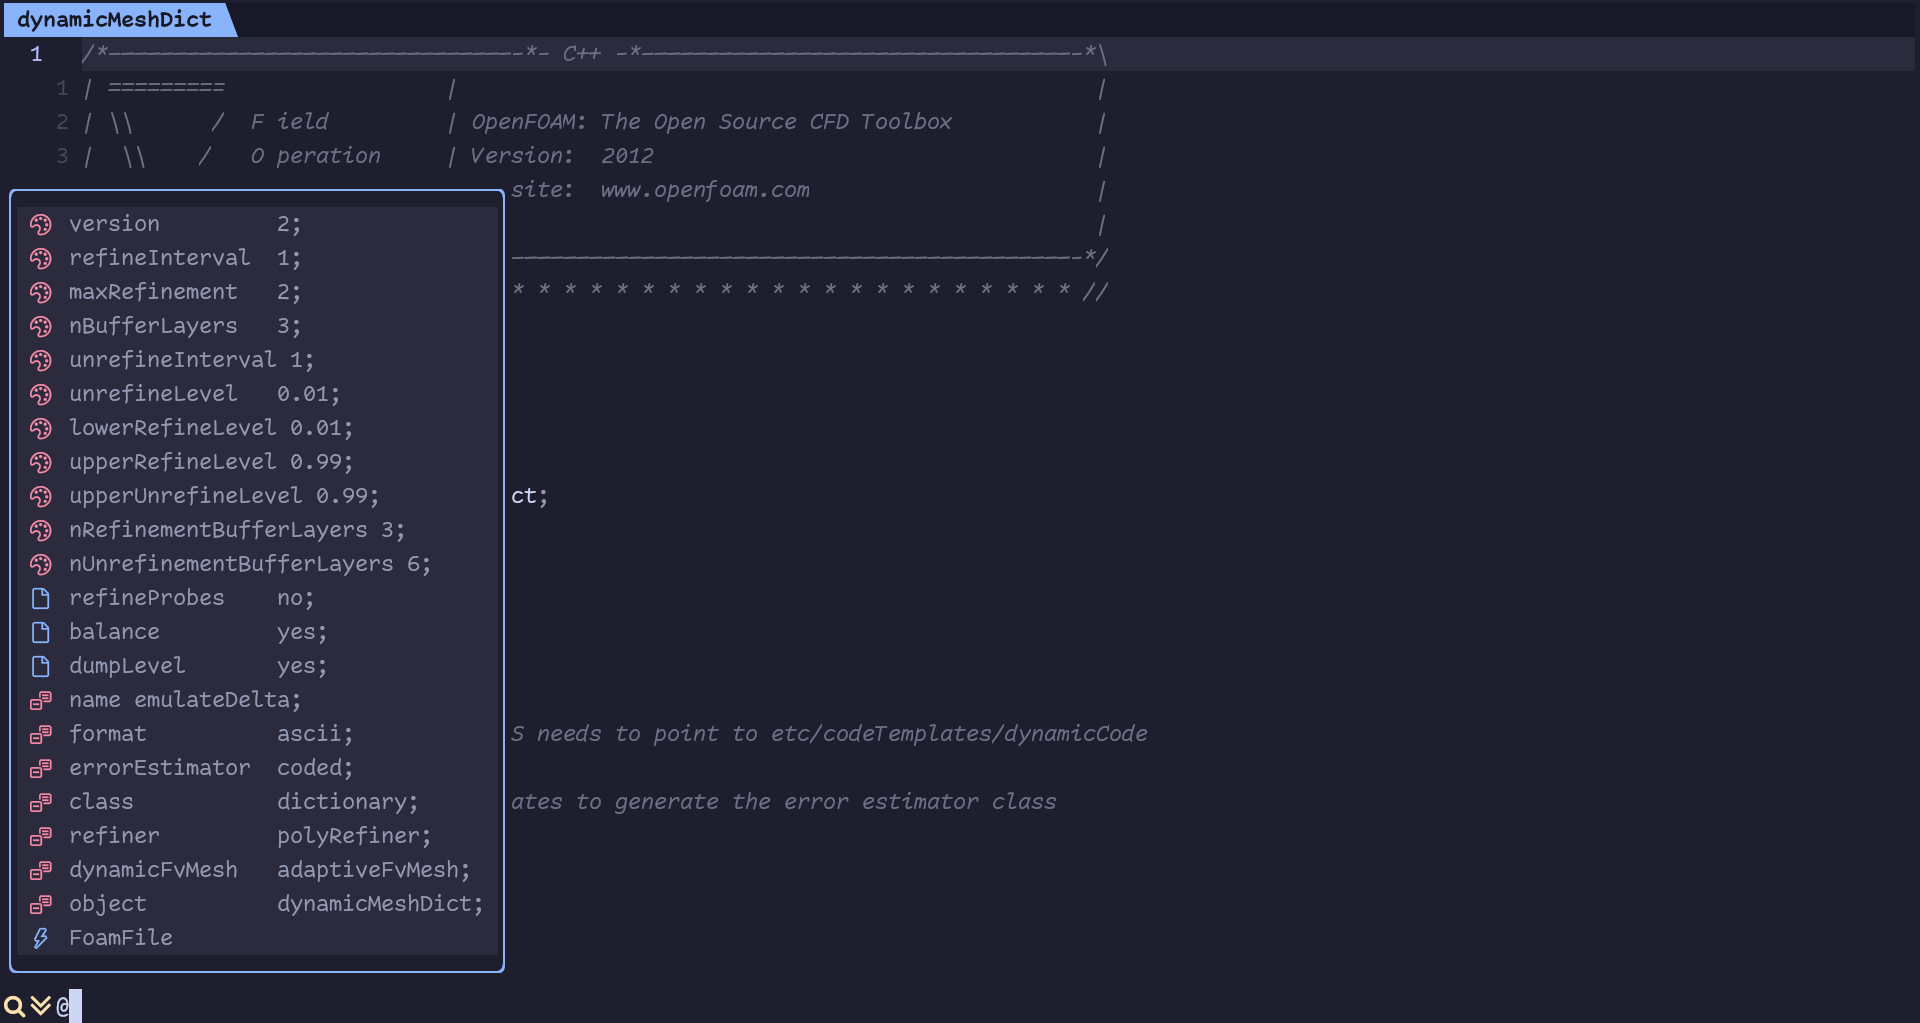 dynamicMeshDict
1 /*--------------------------------*- C++ -*----------------------------------*\
1 | =========                 |                                                 |
2 | \\      /  F ield         | OpenFOAM: The Open Source CFD Toolbox           |
3 |  \\    /   O peration     | Version:  2012                                  |
site:  www.openfoam.com                      |
version         2;                                             |
refineInterval  1; --------------------------------------------*/
maxRefinement   2; * * * * * * * * * * * * * * * * * * * * * * //
nBufferLayers   3;
unrefineInterval 1;
unrefineLevel   0.01;
lowerRefineLevel 0.01;
upperRefineLevel 0.99;
upperUnrefineLevel 0.99; ct;
nRefinementBufferLayers 3;
nUnrefinementBufferLayers 6;
refineProbes    no;
balance         yes;
dumpLevel       yes;
name emulateDelta;
format          ascii; S needs to point to etc/codeTemplates/dynamicCode
errorEstimator  coded;
class           dictionary; ates to generate the error estimator class
refiner         polyRefiner;
dynamicFvMesh   adaptiveFvMesh;
object          dynamicMeshDict;
FoamFile
@